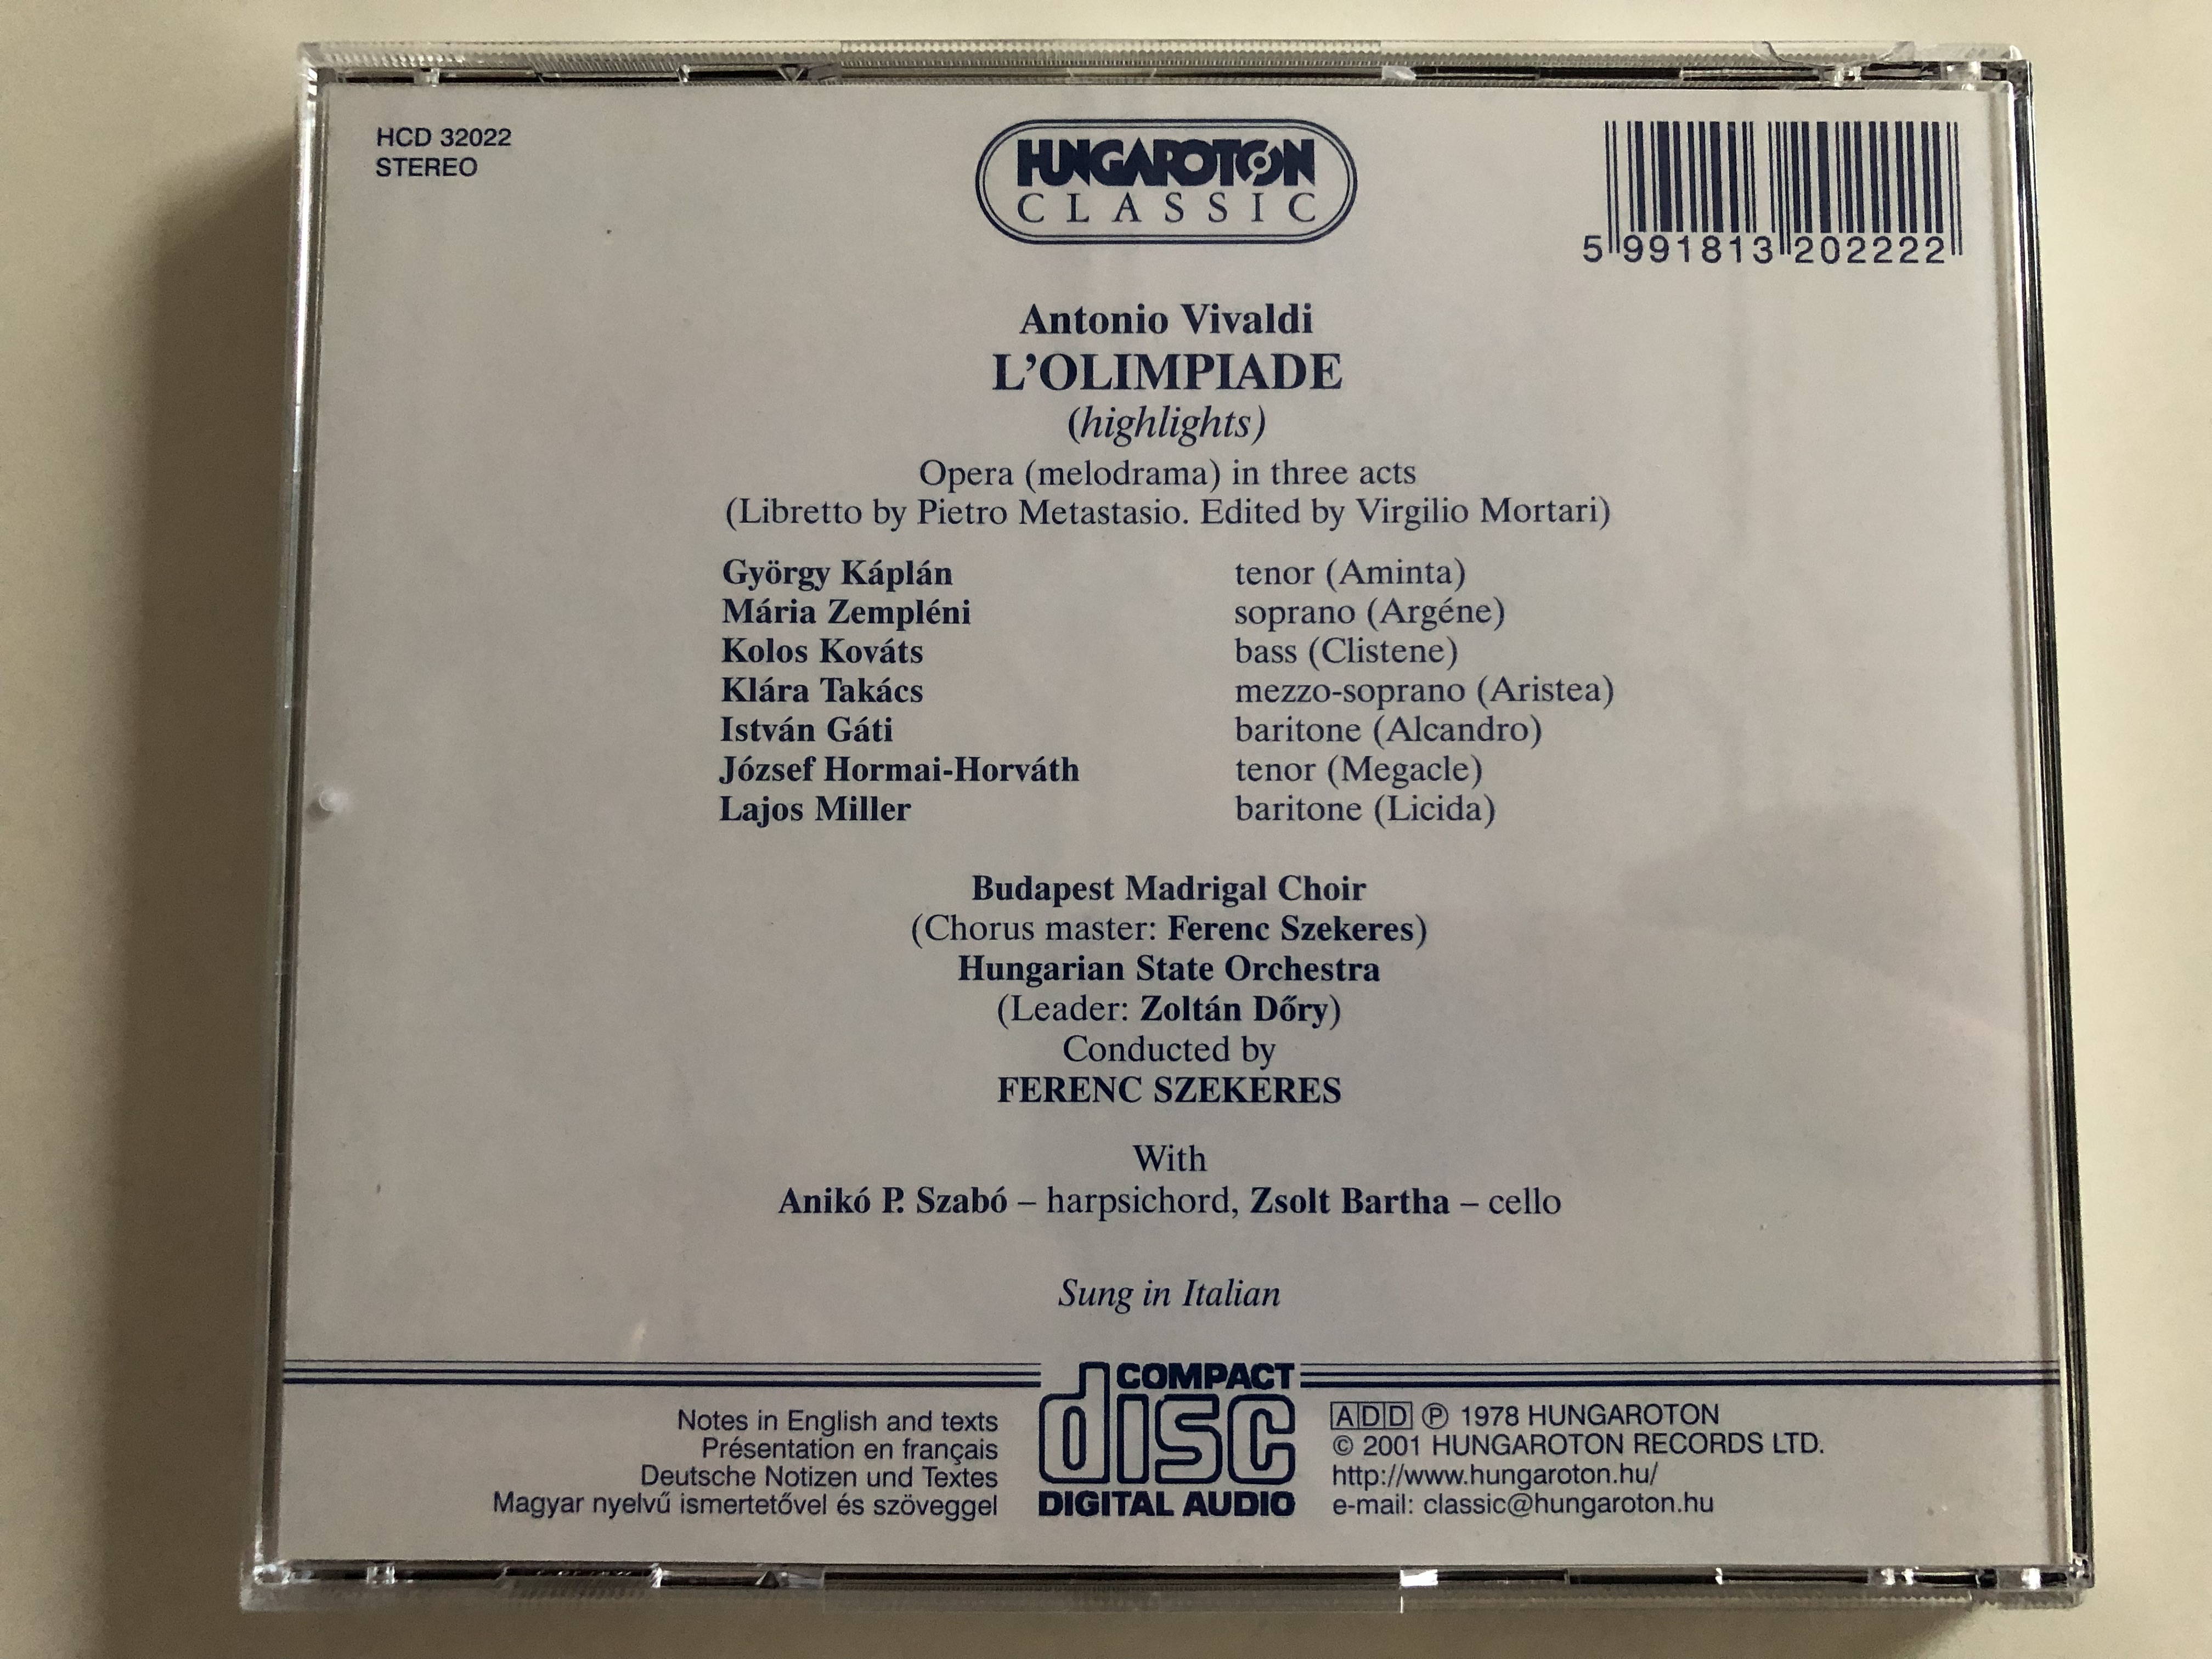 HCD 32022
STEREO
HUNGAROTON
CLASSIC
5 991813 202222
Antonio Vivaldi
L'OLIMPIADE
(highlights)
Opera (melodrama) in three acts
(Libretto by Pietro Metastasio. Edited by Virgilio Mortari)
György Káplán tenor (Aminta)
Mária Zempléni soprano (Argéne)
Kolos Kováts bass (Clistene)
Klára Takács mezzo-soprano (Aristea)
István Gáti baritone (Alcandro)
József Hormai-Horváth tenor (Megacle)
Lajos Miller baritone (Licida)
Budapest Madrigal Choir
(Chorus master: Ferenc Szekeres)
Hungarian State Orchestra
(Leader: Zoltán Dőry)
Conducted by
FERENC SZEKERES
With
Anikó P. Szabó – harpsichord, Zsolt Bartha – cello
Sung in Italian
Notes in English and texts
Présentation en français
Deutsche Notizen und Textes
Magyar nyelvű ismertetővel és szöveggel
COMPACT
disc
DIGITAL AUDIO
ADD ℗ 1978 HUNGAROTON
© 2001 HUNGAROTON RECORDS LTD.
http://www.hungaroton.hu/
e-mail: classic@hungaroton.hu